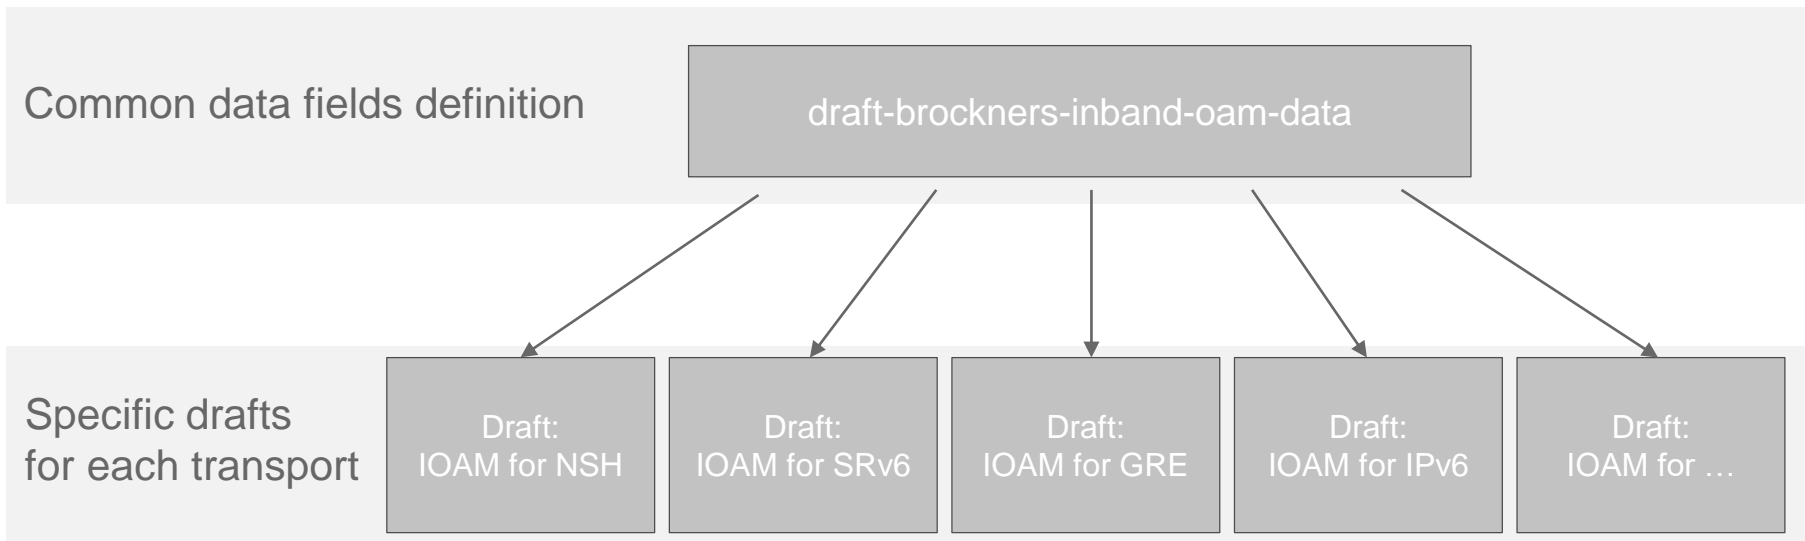 Common data fields definition
draft-brockners-inband-oam-data
Specific drafts
for each transport
Draft:
IOAM for NSH
Draft:
IOAM for SRv6
Draft:
IOAM for GRE
Draft:
IOAM for IPv6
Draft:
IOAM for …